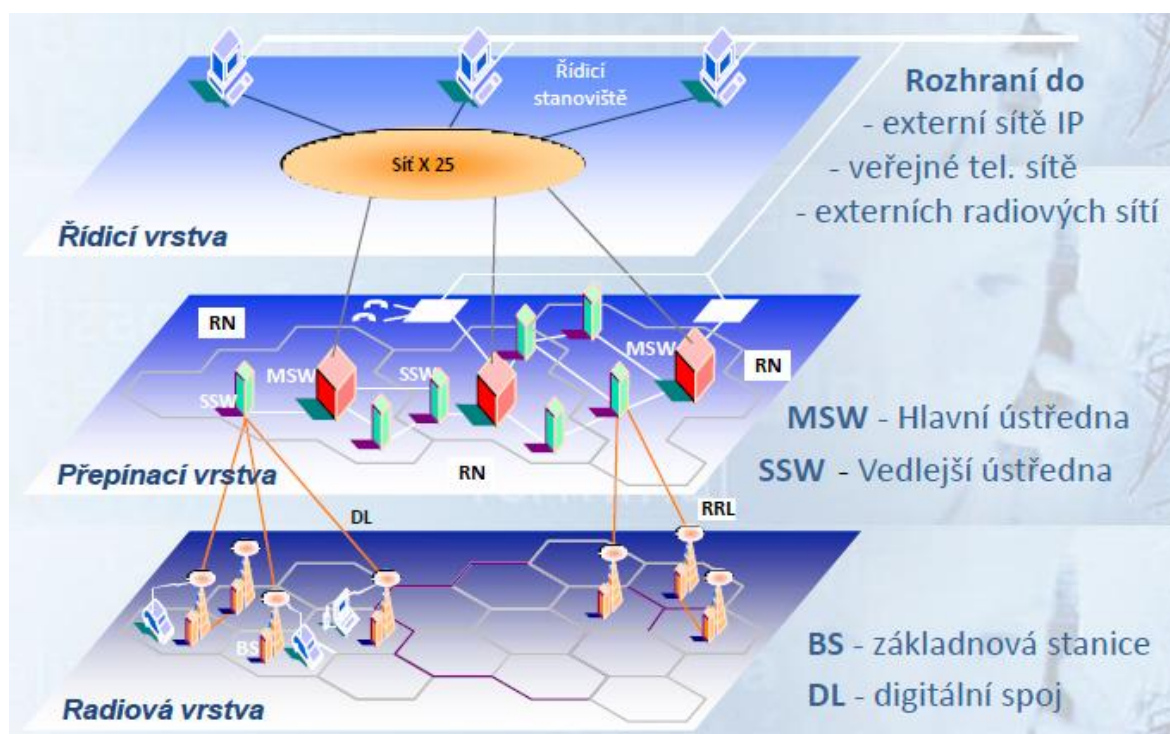 Řídicí
stanoviště
Síť X 25
Řídicí vrstva
Rozhraní do
- externí sítě IP
- veřejné tel. sítě
- externích radiových sítí
RN
MSW
SSW
SSW
MSW
RN
RN
Přepínací vrstva
MSW - Hlavní ústředna
SSW - Vedlejší ústředna
DL
RRL
BS
Radiová vrstva
BS - základnová stanice
DL - digitální spoj